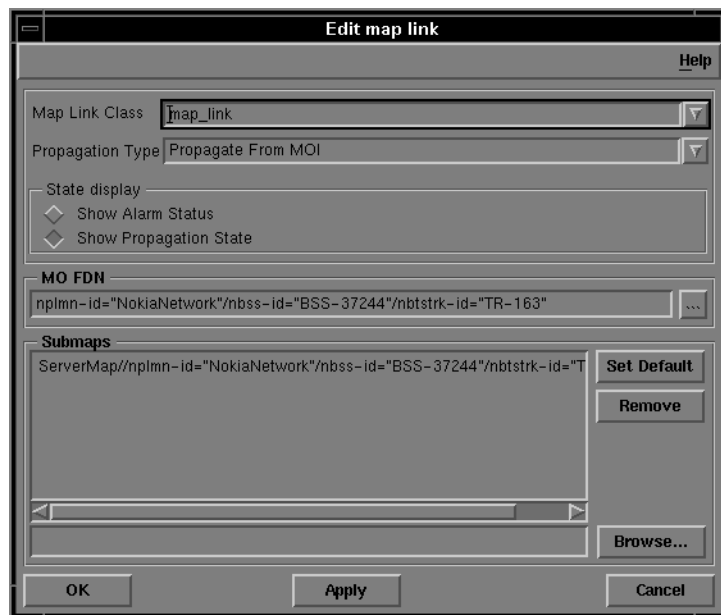 Edit map link
Help
Map Link Class map_link
Propagation Type Propagate From MOI
State display
Show Alarm Status
Show Propagation State
MO FDN
nplmn-id="NokiaNetwork"/nbss-id="BSS-37244"/nbtstrk-id="TR-163"
...
Submaps
ServerMap//nplmn-id="NokiaNetwork"/nbss-id="BSS-37244"/nbtstrk-id="T
Set Default
Remove
Browse...
OK Apply Cancel